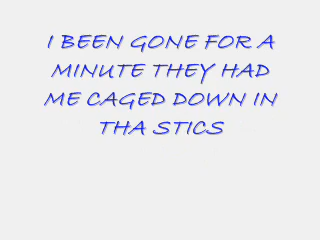 I BEEN GONE FOR A
MINUTE THEY HAD
ME CAGED DOWN IN
THA STICS